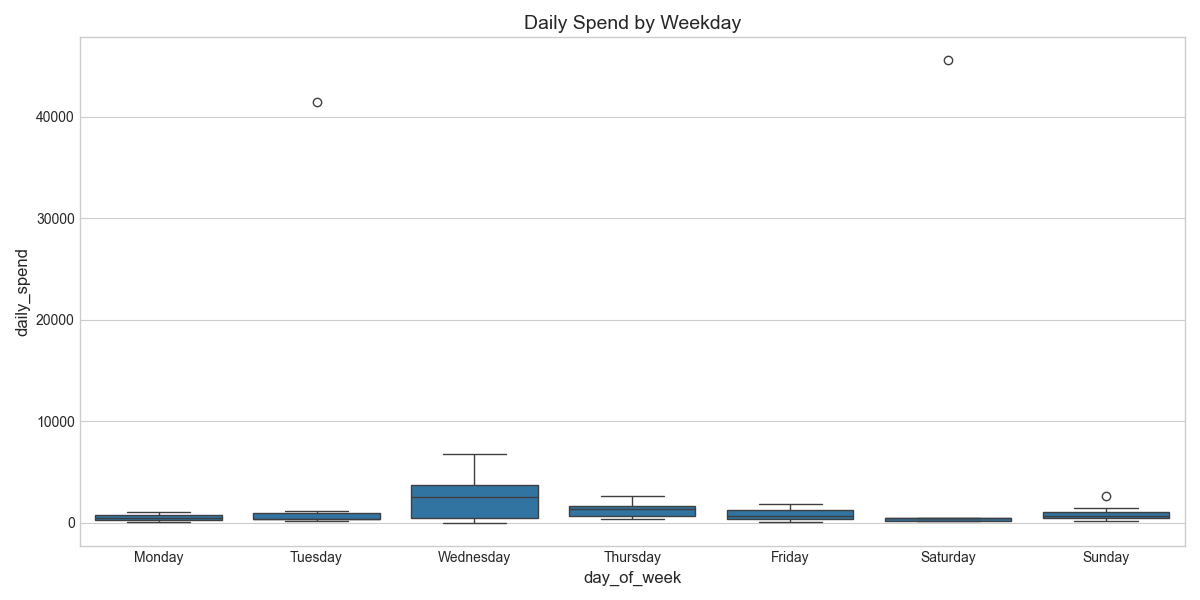 Daily Spend by Weekday
daily_spend
40000
30000
20000
10000
0
Monday Tuesday Wednesday Thursday Friday Saturday Sunday
day_of_week